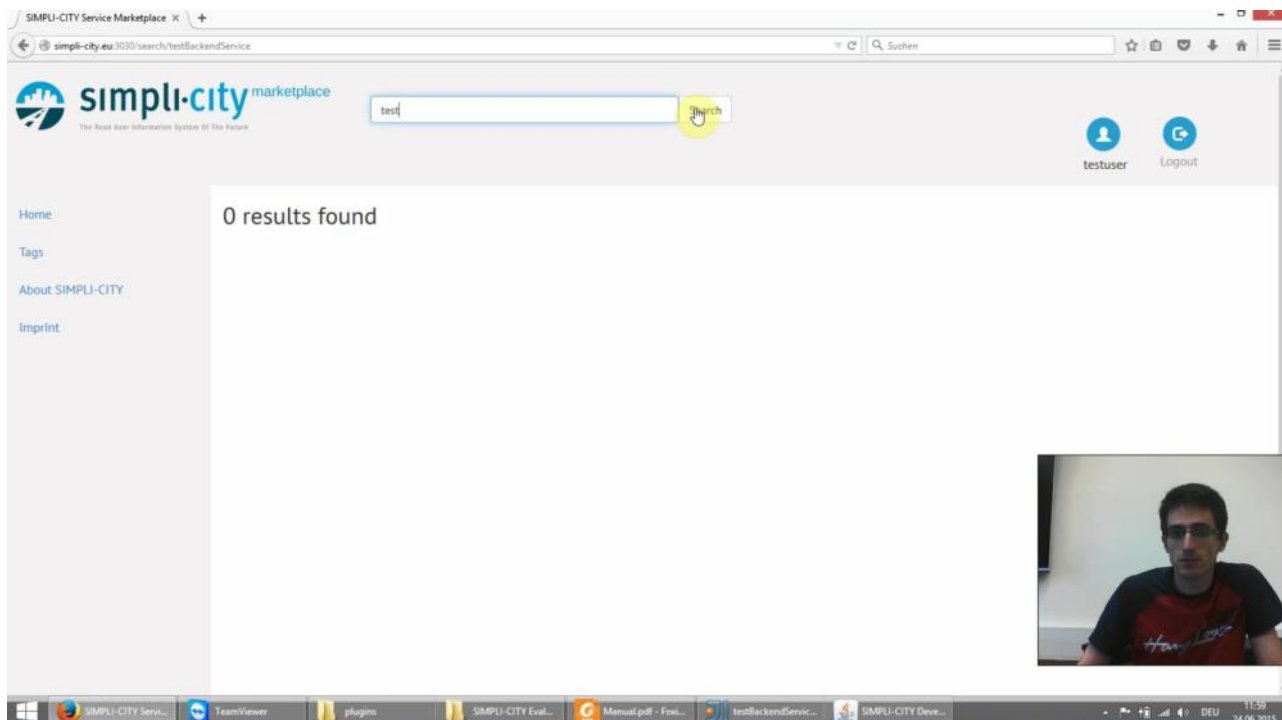 SIMPLI-CITY Service Marketplace × +
simpli-city.eu:3030/search/testBackendService
Suchen
simpli-city marketplace
The Road User Information System Of The Future
test
Search
testuser
Logout
Home
0 results found
Tags
About SIMPLI-CITY
Imprint
SIMPLI-CITY Servi...
TeamViewer
plugins
SIMPLI-CITY Eval...
Manual.pdf - Foxi...
testBackendServic...
SIMPLI-CITY Deve...
DEU
11:59